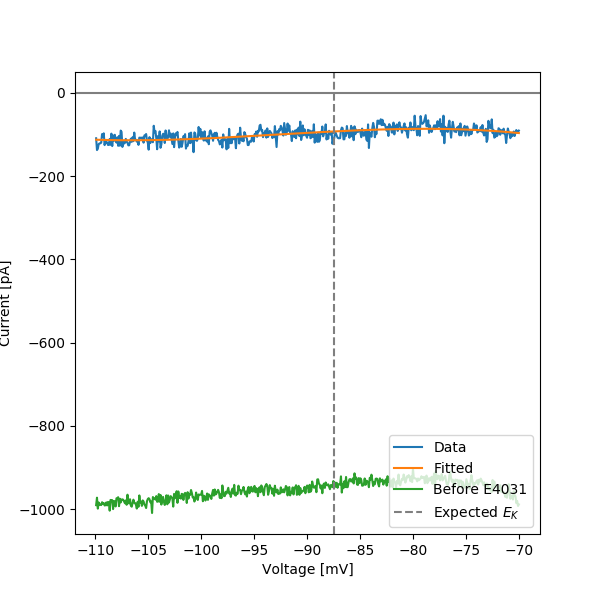 0
−200
−400
−600
−800
−1000
Current [pA]
Data
Fitted
Before E4031
Expected E_K
−110 −105 −100 −95 −90 −85 −80 −75 −70
Voltage [mV]